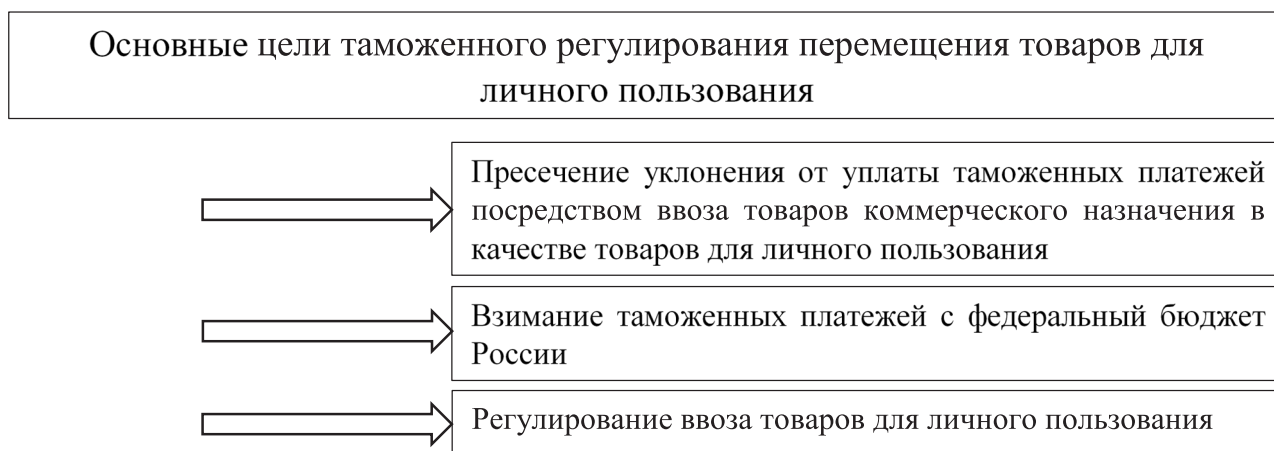 Основные цели таможенного регулирования перемещения товаров для
личного пользования
Пресечение уклонения от уплаты таможенных платежей
посредством ввоза товаров коммерческого назначения в
качестве товаров для личного пользования
Взимание таможенных платежей с федеральный бюджет
России
Регулирование ввоза товаров для личного пользования